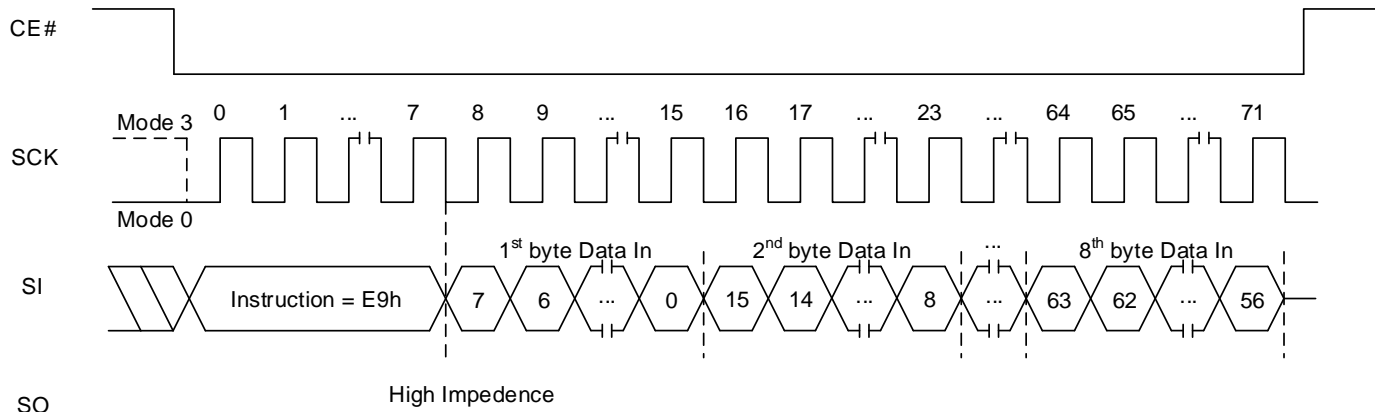 CE#
0 1 ... 7 8 9 ... 15 16 17 ... 23 ... 64 65 ... 71
Mode 3
SCK
Mode 0
1st byte Data In 2nd byte Data In ... 8th byte Data In
SI
Instruction = E9h 7 6 ... 0 15 14 ... 8 ... 63 62 ... 56
High Impedence
SO